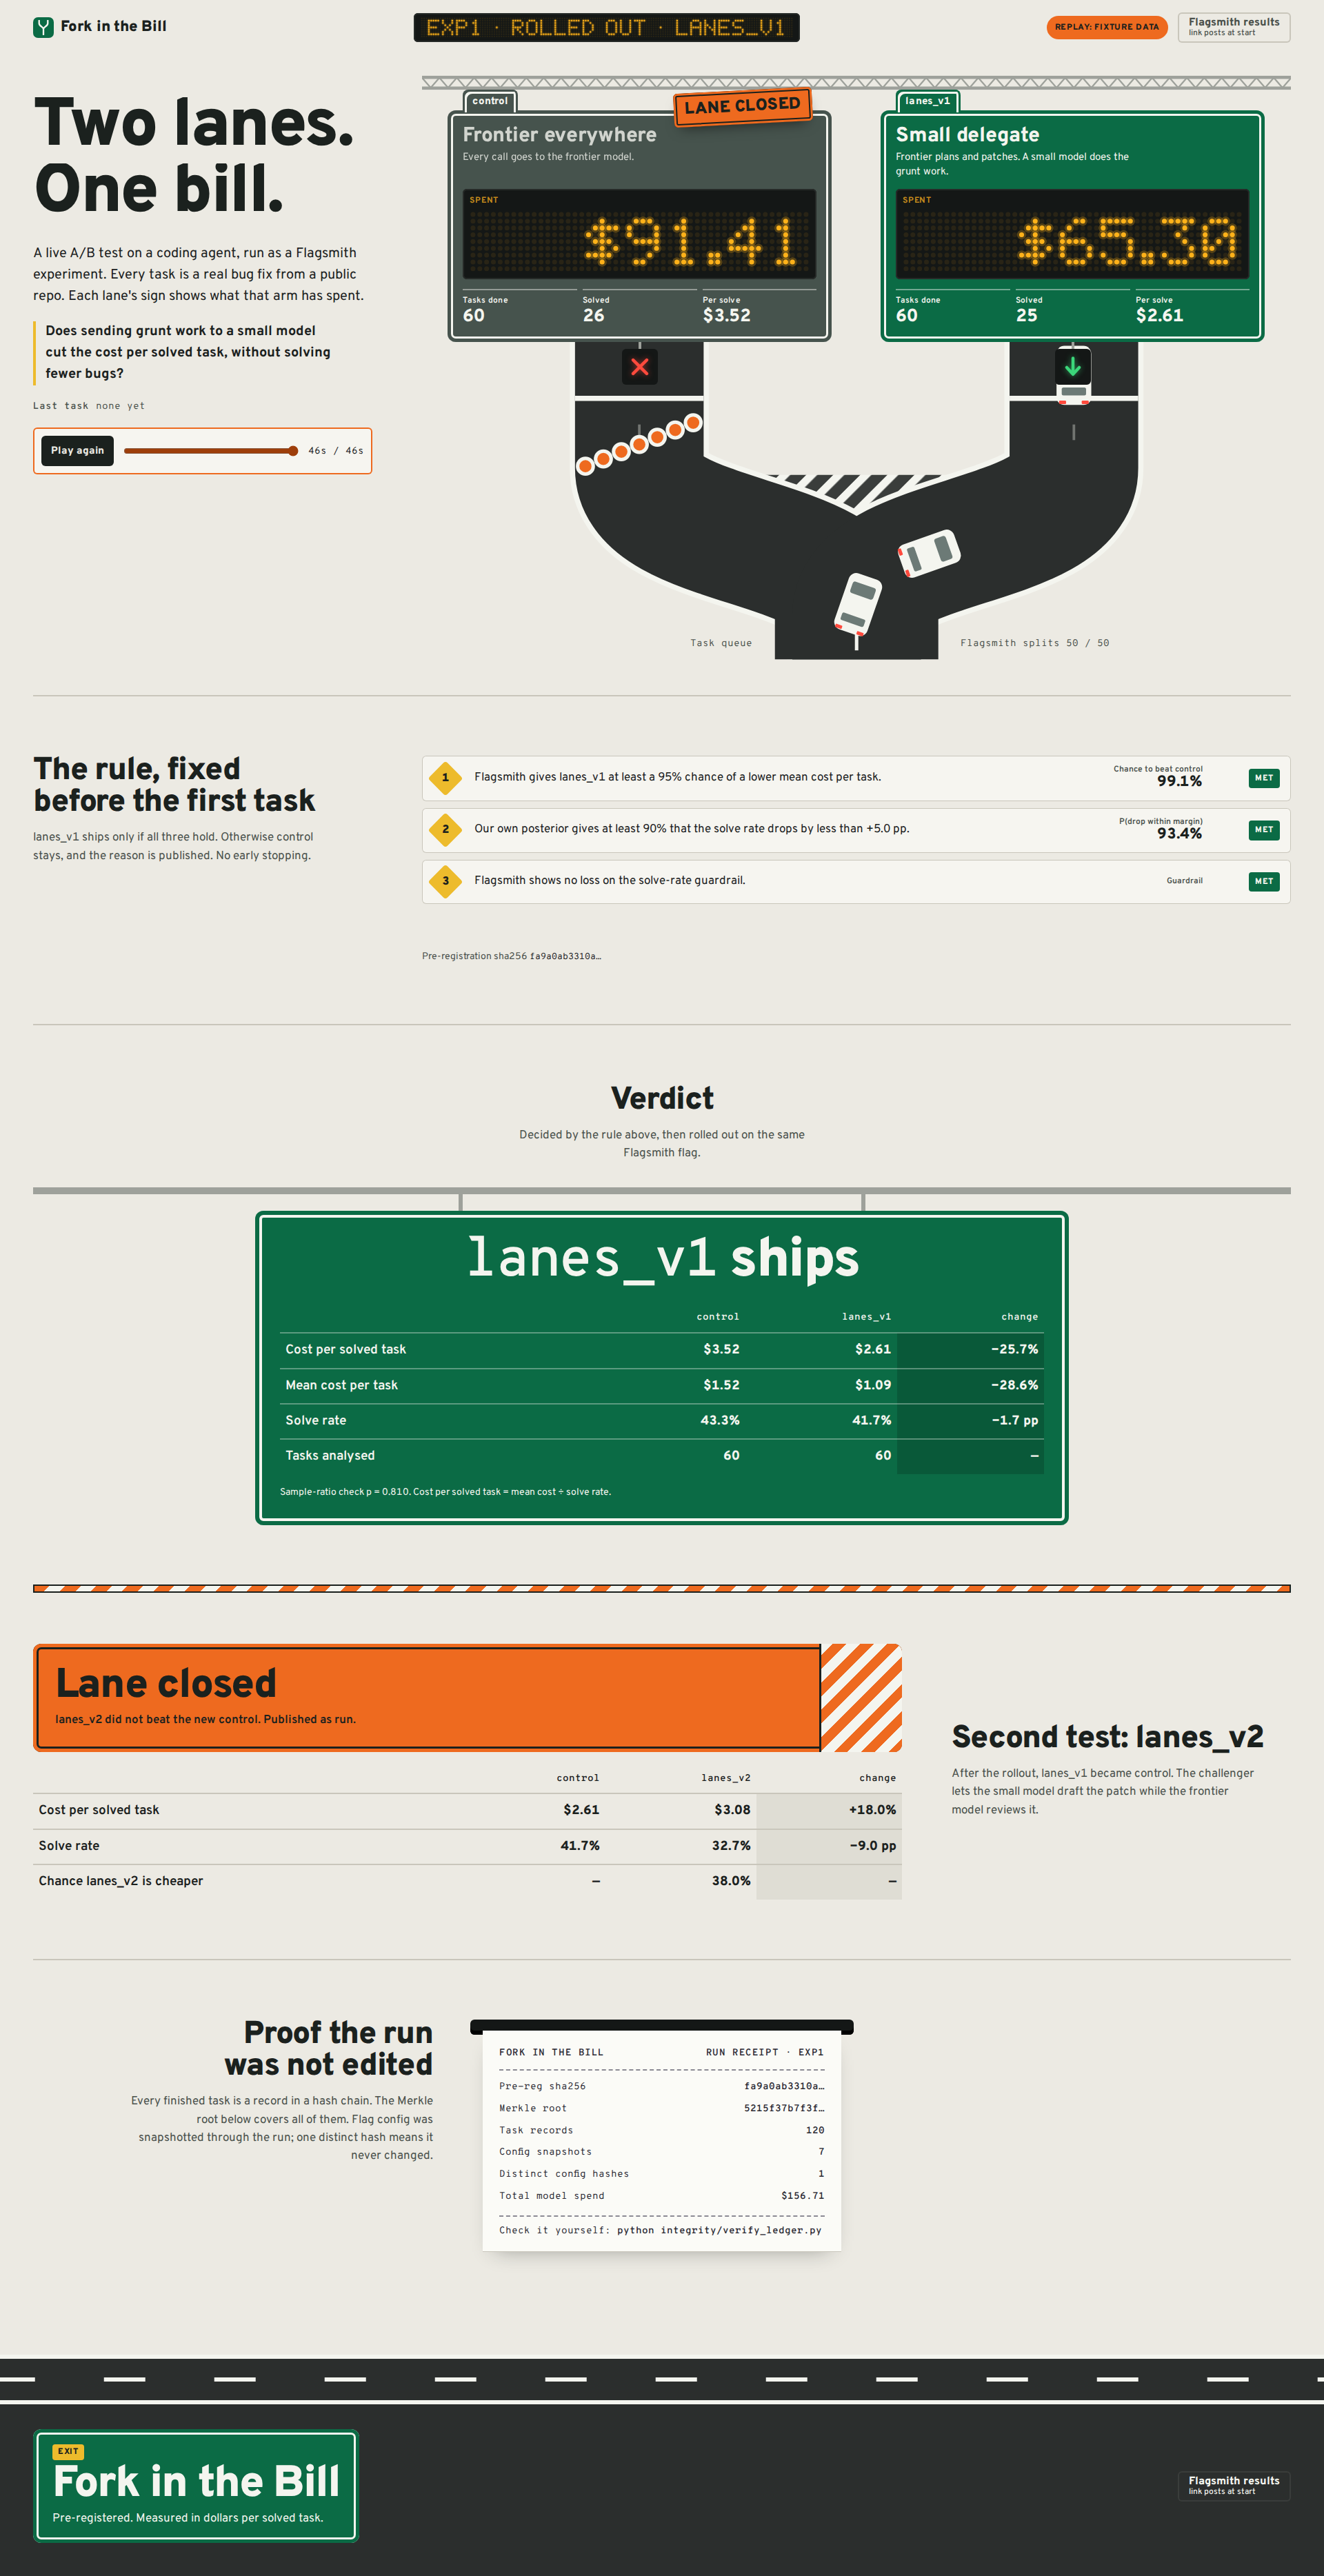 Fork in the Bill
EXP1 · ROLLED OUT · LANES_V1
REPLAY: FIXTURE DATA
Flagsmith results
link posts at start
Two lanes.
One bill.
A live A/B test on a coding agent, run as a Flagsmith
experiment. Every task is a real bug fix from a public
repo. Each lane's sign shows what that arm has spent.
Does sending grunt work to a small model
cut the cost per solved task, without solving
fewer bugs?
Last task none yet
Play again
46s / 46s
control
LANE CLOSED
Frontier everywhere
Every call goes to the frontier model.
SPENT
$91.41
Tasks done Solved Per solve
60 26 $3.52
lanes_v1
Small delegate
Frontier plans and patches. A small model does the
grunt work.
SPENT
$65.30
Tasks done Solved Per solve
60 25 $2.61
Task queue
Flagsmith splits 50 / 50
The rule, fixed
before the first task
lanes_v1 ships only if all three hold. Otherwise control
stays, and the reason is published. No early stopping.
1 Flagsmith gives lanes_v1 at least a 95% chance of a lower mean cost per task.
Chance to beat control
99.1%
MET
2 Our own posterior gives at least 90% that the solve rate drops by less than +5.0 pp.
P(drop within margin)
93.4%
MET
3 Flagsmith shows no loss on the solve-rate guardrail.
Guardrail
MET
Pre-registration sha256 fa9a0ab3310a…
Verdict
Decided by the rule above, then rolled out on the same
Flagsmith flag.
lanes_v1 ships
control lanes_v1 change
Cost per solved task $3.52 $2.61 −25.7%
Mean cost per task $1.52 $1.09 −28.6%
Solve rate 43.3% 41.7% −1.7 pp
Tasks analysed 60 60 —
Sample-ratio check p = 0.810. Cost per solved task = mean cost ÷ solve rate.
Lane closed
lanes_v2 did not beat the new control. Published as run.
control lanes_v2 change
Cost per solved task $2.61 $3.08 +18.0%
Solve rate 41.7% 32.7% −9.0 pp
Chance lanes_v2 is cheaper — 38.0% —
Second test: lanes_v2
After the rollout, lanes_v1 became control. The challenger
lets the small model draft the patch while the frontier
model reviews it.
Proof the run
was not edited
Every finished task is a record in a hash chain. The Merkle
root below covers all of them. Flag config was
snapshotted through the run; one distinct hash means it
never changed.
FORK IN THE BILL RUN RECEIPT · EXP1
Pre-reg sha256 fa9a0ab3310a…
Merkle root 5215f37b7f3f…
Task records 120
Config snapshots 7
Distinct config hashes 1
Total model spend $156.71
Check it yourself: python integrity/verify_ledger.py
EXIT
Fork in the Bill
Pre-registered. Measured in dollars per solved task.
Flagsmith results
link posts at start